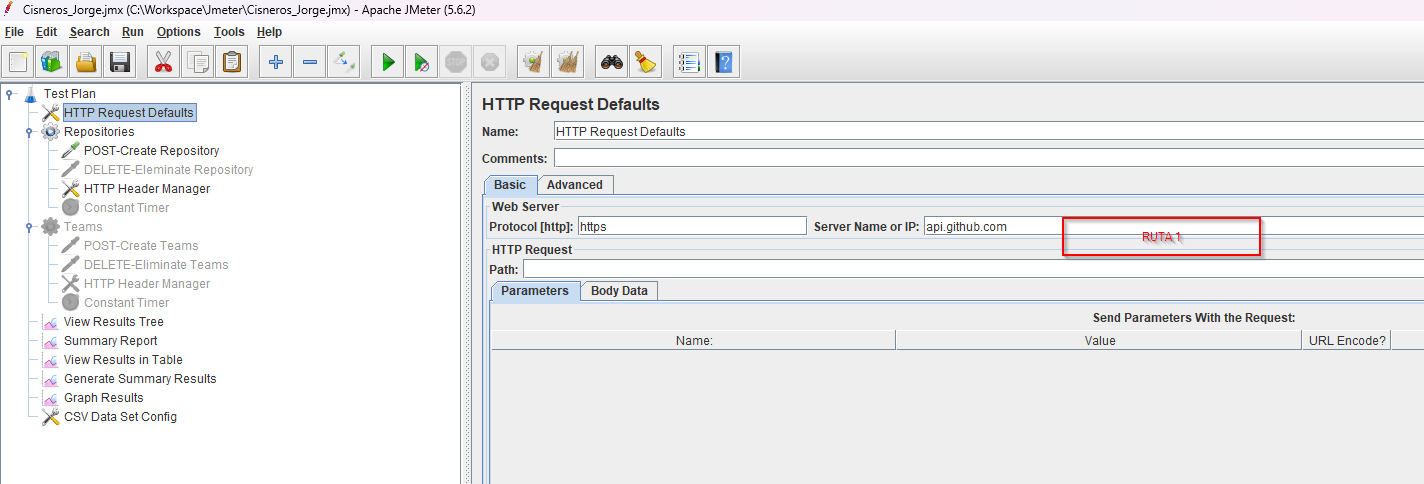 Cisneros_Jorge.jmx (C:\Workspace\Jmeter\Cisneros_Jorge.jmx) - Apache JMeter (5.6.2)
File Edit Search Run Options Tools Help
Test Plan
HTTP Request Defaults
Repositories
POST-Create Repository
DELETE-Eleminate Repository
HTTP Header Manager
Constant Timer
Teams
POST-Create Teams
DELETE-Eliminate Teams
HTTP Header Manager
Constant Timer
View Results Tree
Summary Report
View Results in Table
Generate Summary Results
Graph Results
CSV Data Set Config
HTTP Request Defaults
Name: HTTP Request Defaults
Comments:
Basic Advanced
Web Server
Protocol [http]: https Server Name or IP: api.github.com
RUTA 1
HTTP Request
Path:
Parameters Body Data
Send Parameters With the Request:
Name: Value URL Encode?